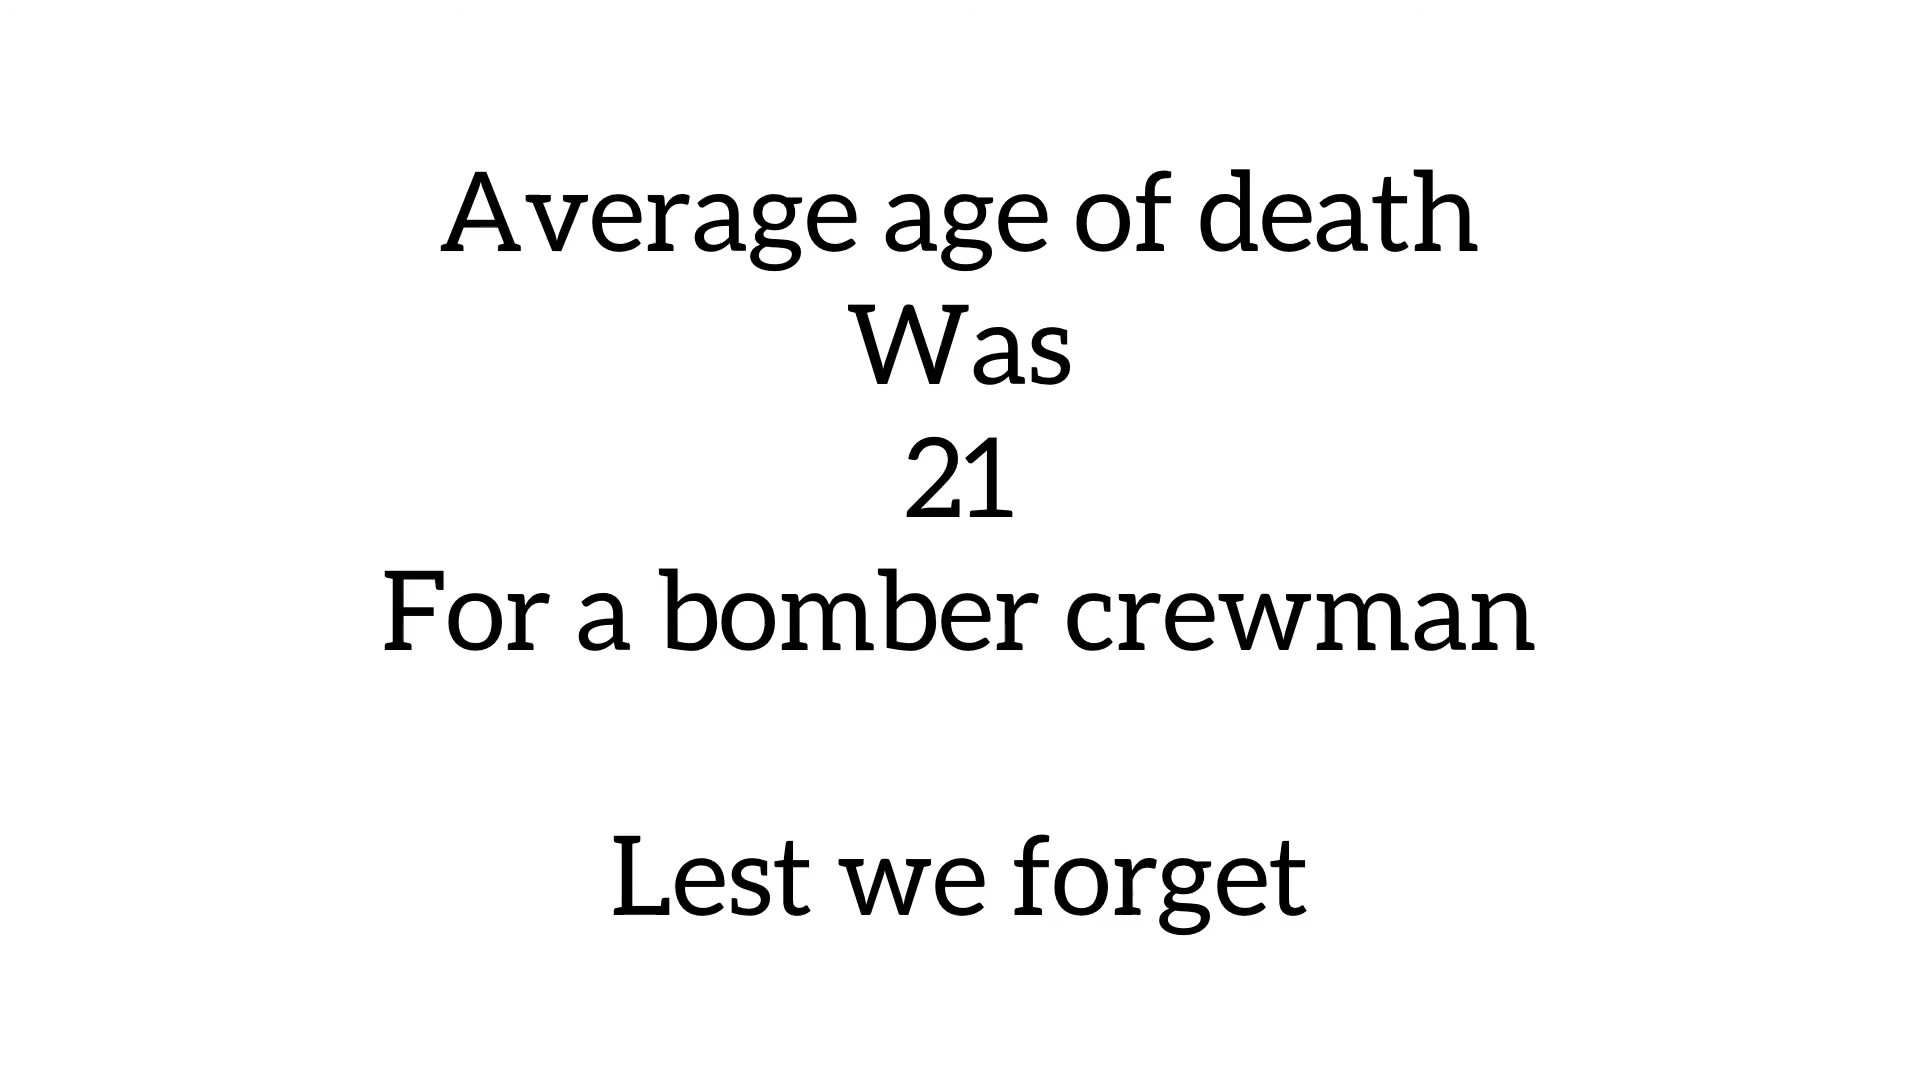 Average age of death
Was
21
For a bomber crewman
Lest we forget